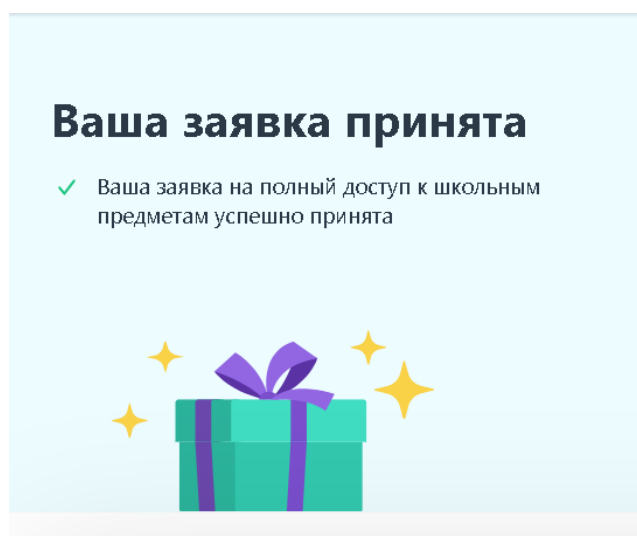 Ваша заявка принята
Ваша заявка на полный доступ к школьным
предметам успешно принята